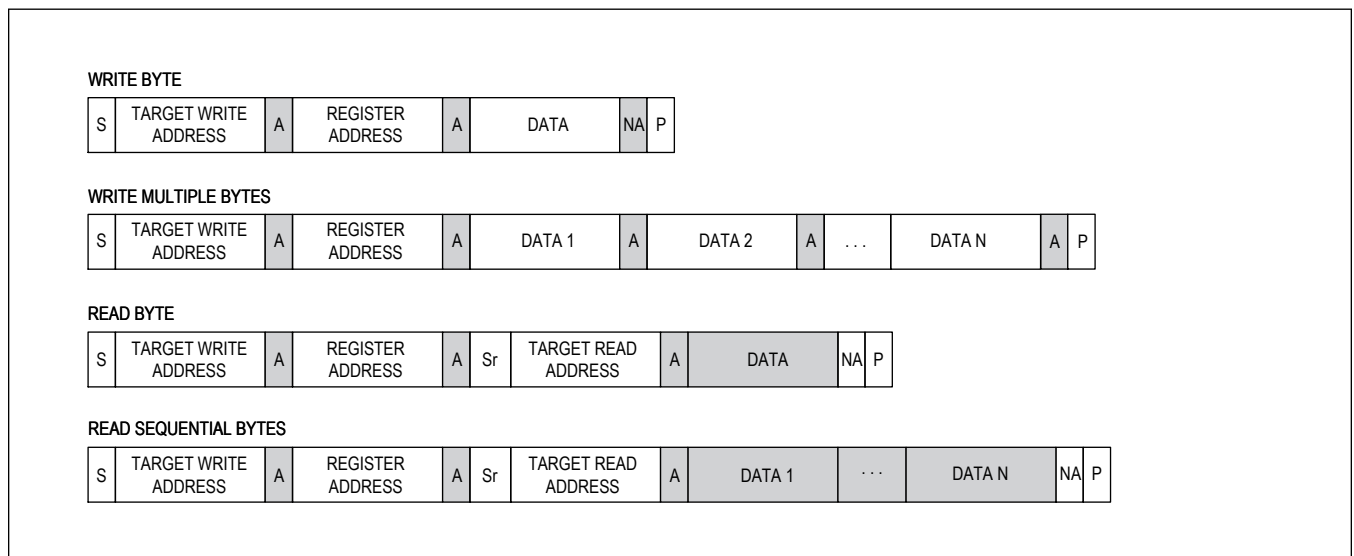 WRITE BYTE
S TARGET WRITE ADDRESS A REGISTER ADDRESS A DATA NA P
WRITE MULTIPLE BYTES
S TARGET WRITE ADDRESS A REGISTER ADDRESS A DATA 1 A DATA 2 A . . . DATA N A P
READ BYTE
S TARGET WRITE ADDRESS A REGISTER ADDRESS A Sr TARGET READ ADDRESS A DATA NA P
READ SEQUENTIAL BYTES
S TARGET WRITE ADDRESS A REGISTER ADDRESS A Sr TARGET READ ADDRESS A DATA 1 . . . DATA N NA P